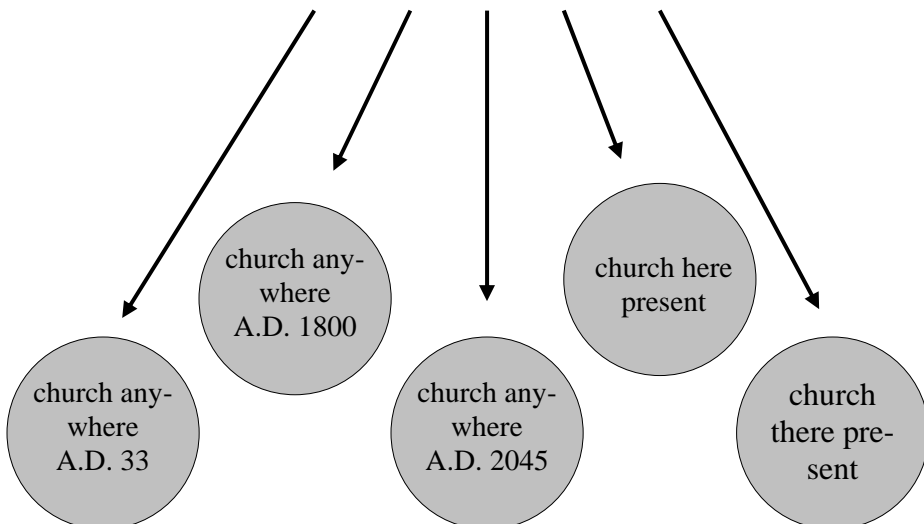 church any-
where
A.D. 33
church any-
where
A.D. 1800
church any-
where
A.D. 2045
church here
present
church
there pre-
sent